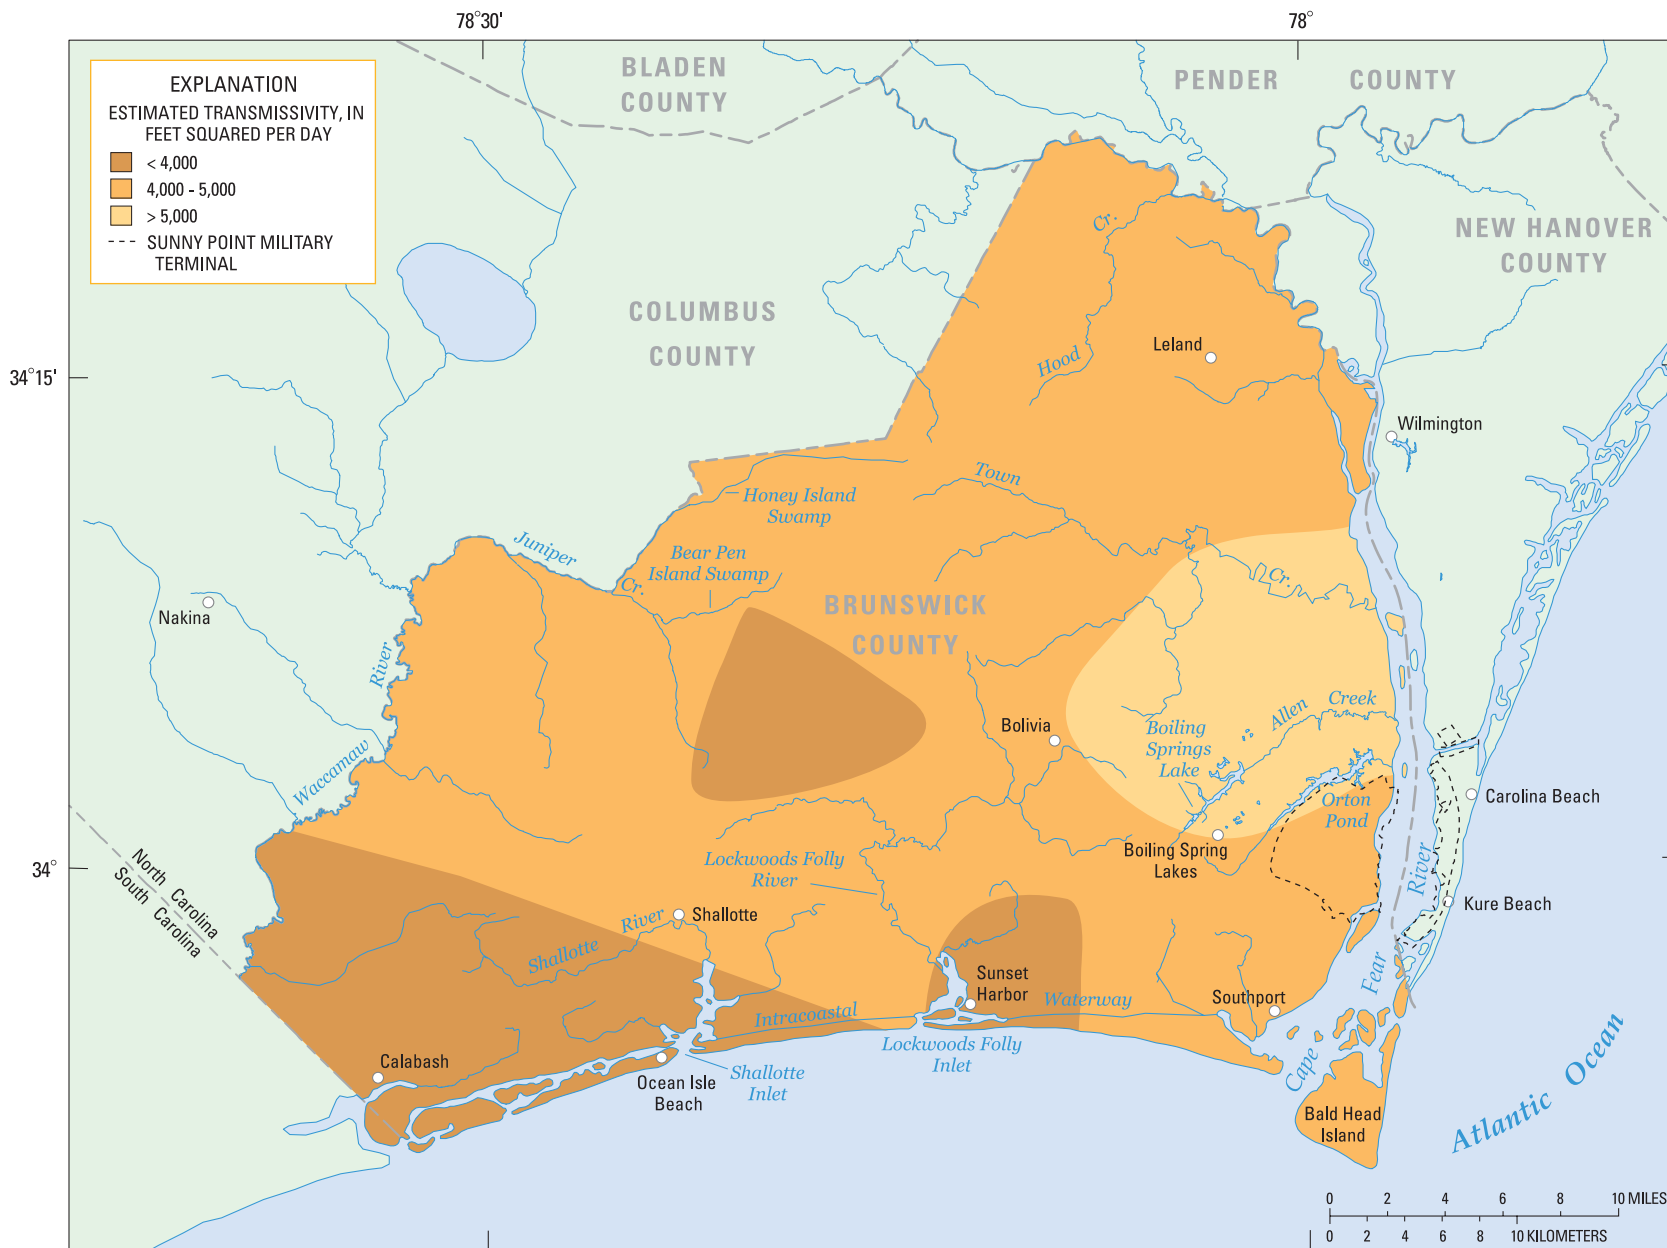 78°30'
78°
EXPLANATION
ESTIMATED TRANSMISSIVITY, IN
FEET SQUARED PER DAY
< 4,000
4,000 - 5,000
> 5,000
SUNNY POINT MILITARY
TERMINAL
BLADEN
COUNTY
PENDER COUNTY
NEW HANOVER
COUNTY
COLUMBUS
COUNTY
Cr.
Hood
Leland
34°15'
Wilmington
Town
Honey Island
Swamp
Juniper
Cr.
Bear Pen
Island Swamp
Cr.
BRUNSWICK
COUNTY
Nakina
River
Waccamaw
Bolivia
Allen Creek
Boiling
Springs
Lake
Orton
Pond
Carolina Beach
Boiling Spring
Lakes
34°
North Carolina
South Carolina
Lockwoods Folly
River
River
Kure Beach
Shallotte
Shallotte River
Fear
Sunset
Harbor
Southport
Intracoastal Waterway
Lockwoods Folly
Inlet
Cape
Calabash
Ocean Isle
Beach
Shallotte
Inlet
Bald Head
Island
Atlantic Ocean
0 2 4 6 8 10 MILES
0 2 4 6 8 10 KILOMETERS